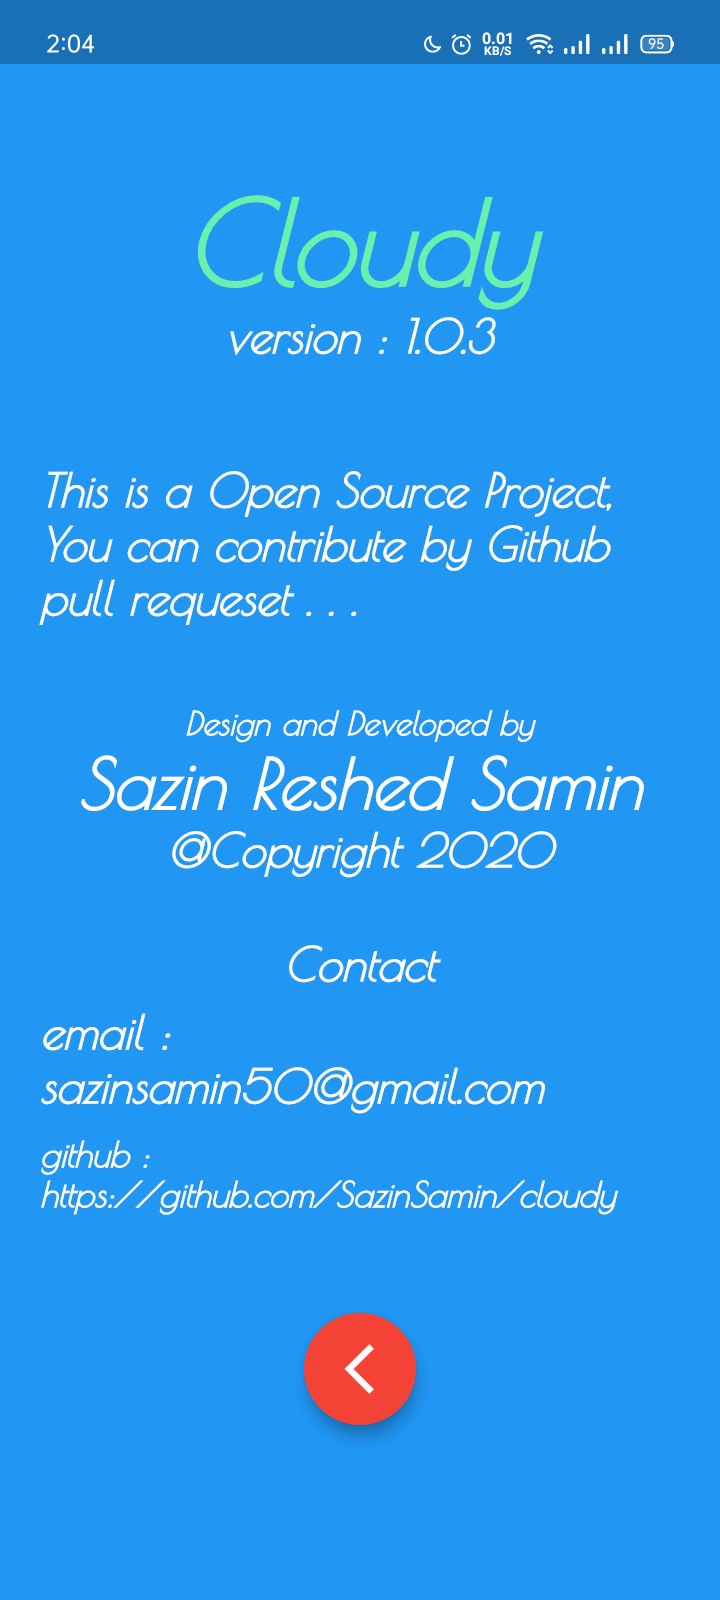 2:04
0.01
KB/S
95
Cloudy
version : 1.0.3
This is a Open Source Project,
You can contribute by Github
pull requeset . . .
Design and Developed by
Sazin Reshed Samin
@Copyright 2020
Contact
email :
sazinsamin50@gmail.com
github :
https://github.com/SazinSamin/cloudy